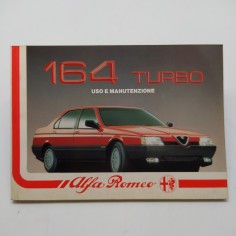 164 TURBO
USO E MANUTENZIONE
Alfa Romeo